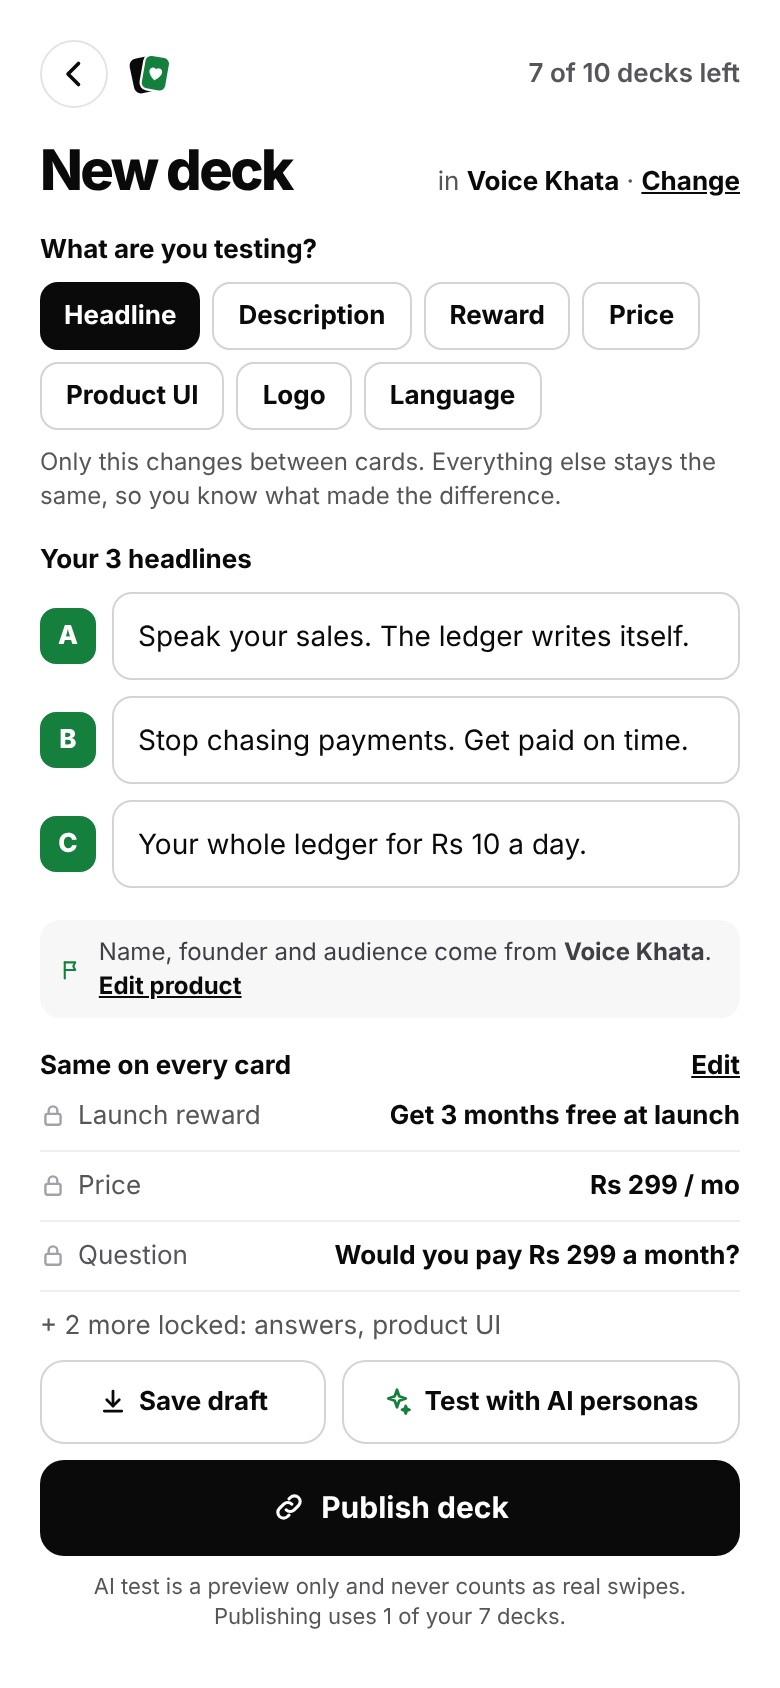 7 of 10 decks left
New deck
in Voice Khata · Change
What are you testing?
Headline
Description
Reward
Price
Product UI
Logo
Language
Only this changes between cards. Everything else stays the
same, so you know what made the difference.
Your 3 headlines
A
Speak your sales. The ledger writes itself.
B
Stop chasing payments. Get paid on time.
C
Your whole ledger for Rs 10 a day.
Name, founder and audience come from Voice Khata.
Edit product
Same on every card
Edit
Launch reward
Get 3 months free at launch
Price
Rs 299 / mo
Question
Would you pay Rs 299 a month?
+ 2 more locked: answers, product UI
Save draft
Test with AI personas
Publish deck
AI test is a preview only and never counts as real swipes.
Publishing uses 1 of your 7 decks.